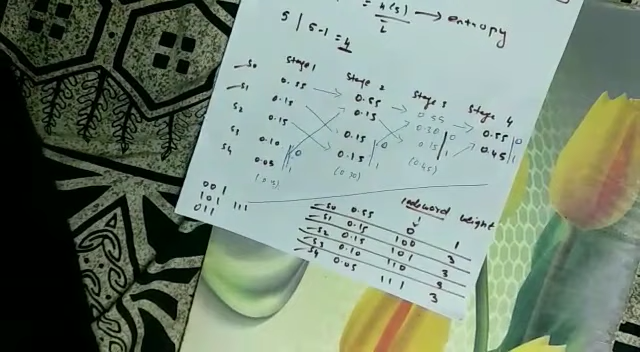 = H(s) → entropy
L
5 | 5-1 = 4
Stage 1 Stage 2 Stage 3 Stage 4
S0 0.55 0.55 0.55 0.55 0
S1 0.15 0.15 0.30 0 0.45 1
S2 0.15 0.15 0 0.15 1
S3 0.10 0 0.15 1 (0.45)
S4 0.05 1 (0.30)
001
101 111
011
codeword weight
S0 0.55 0 1
S1 0.15 100 3
S2 0.15 101 3
S3 0.10 110 3
S4 0.05 111 3